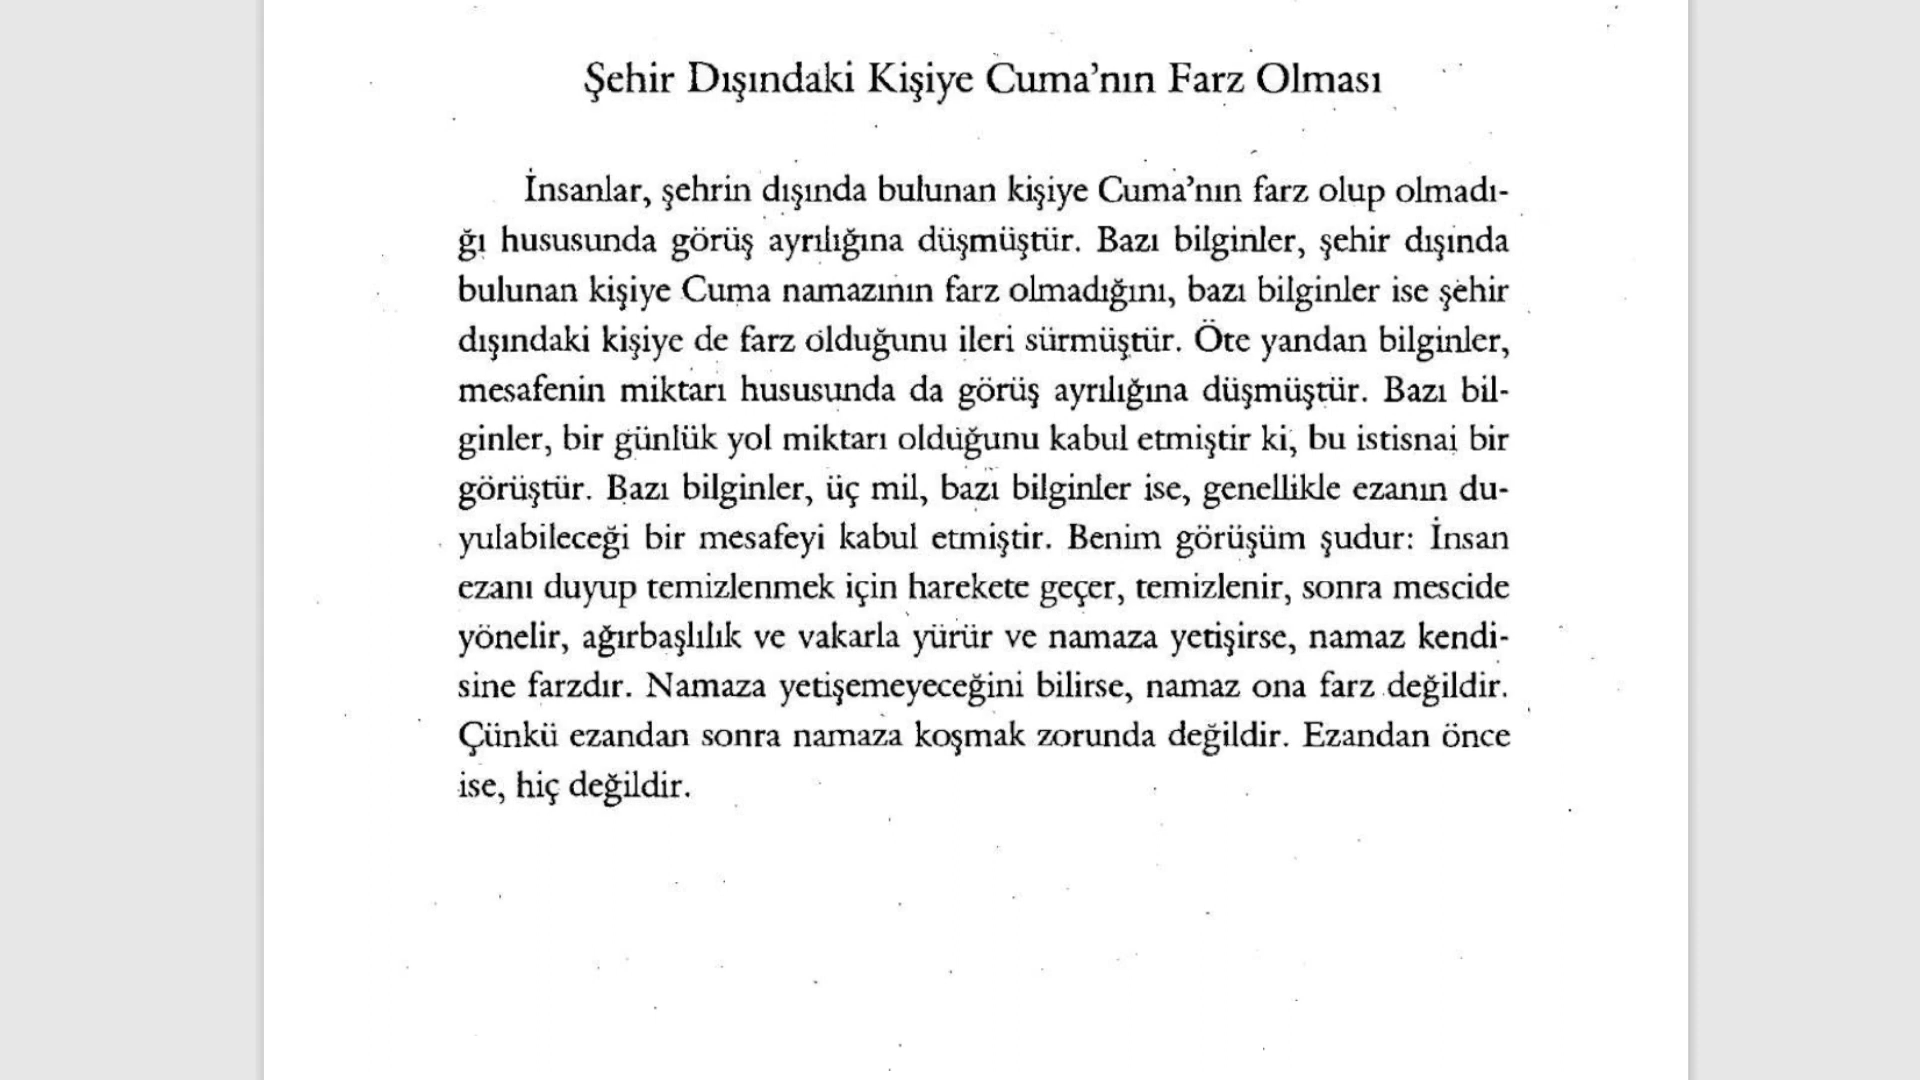 Şehir Dışındaki Kişiye Cuma'nın Farz Olması
İnsanlar, şehrin dışında bulunan kişiye Cuma'nın farz olup olmadı-
ğı hususunda görüş ayrılığına düşmüştür. Bazı bilginler, şehir dışında
bulunan kişiye Cuma namazının farz olmadığını, bazı bilginler ise şehir
dışındaki kişiye de farz olduğunu ileri sürmüştür. Öte yandan bilginler,
mesafenin miktarı hususunda da görüş ayrılığına düşmüştür. Bazı bil-
ginler, bir günlük yol miktarı olduğunu kabul etmiştir ki, bu istisnai bir
görüştür. Bazı bilginler, üç mil, bazı bilginler ise, genellikle ezanın du-
yulabileceği bir mesafeyi kabul etmiştir. Benim görüşüm şudur: İnsan
ezanı duyup temizlenmek için harekete geçer, temizlenir, sonra mescide
yönelir, ağırbaşlılık ve vakarla yürür ve namaza yetişirse, namaz kendi-
sine farzdır. Namaza yetişemeyeceğini bilirse, namaz ona farz değildir.
Çünkü ezandan sonra namaza koşmak zorunda değildir. Ezandan önce
ise, hiç değildir.